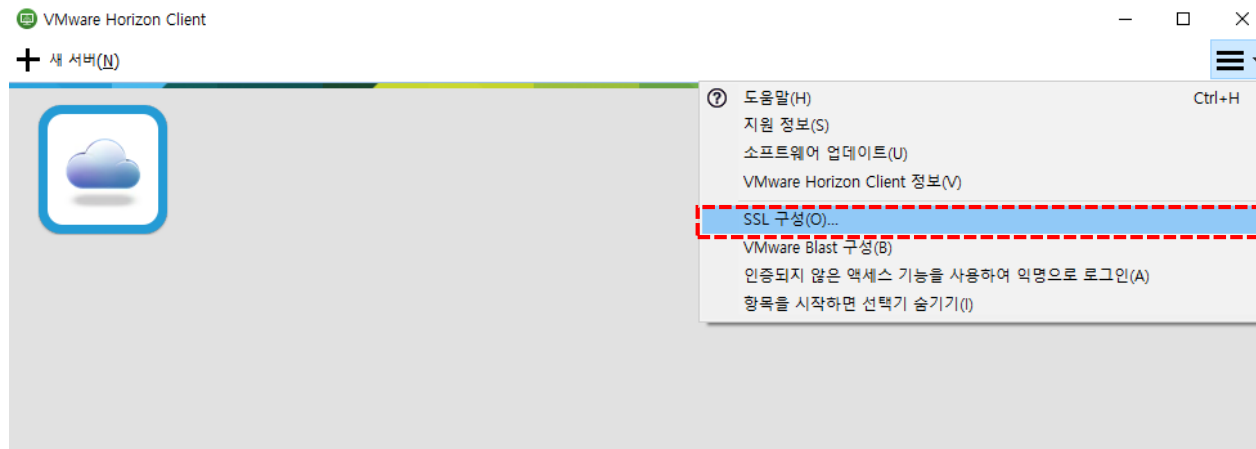 VMware Horizon Client
새 서버(N)
도움말(H) Ctrl+H
지원 정보(S)
소프트웨어 업데이트(U)
VMware Horizon Client 정보(V)
SSL 구성(O)...
VMware Blast 구성(B)
인증되지 않은 액세스 기능을 사용하여 익명으로 로그인(A)
항목을 시작하면 선택기 숨기기(I)